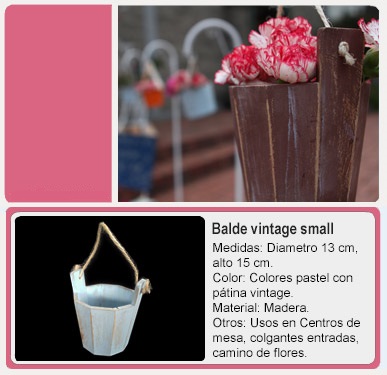 Balde vintage small
Medidas: Diametro 13 cm,
alto 15 cm.
Color: Colores pastel con
pátina vintage.
Material: Madera.
Otros: Usos en Centros de
mesa, colgantes entradas,
camino de flores.